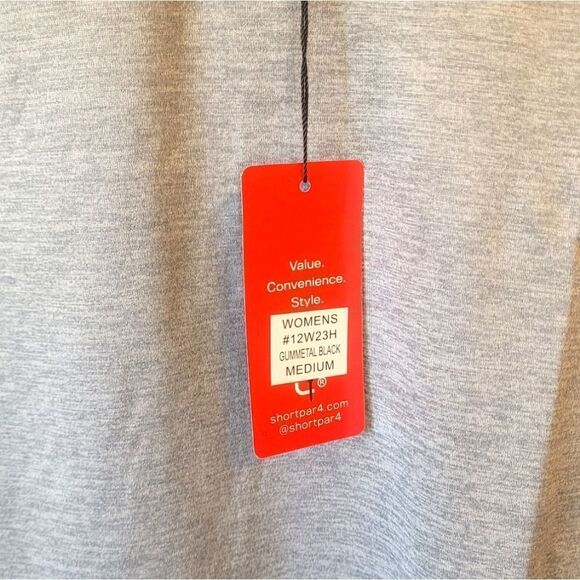 Value.
Convenience.
Style.
WOMENS
#12W23H
GUMMETAL BLACK
MEDIUM
®
shortpar4.com
@shortpar4